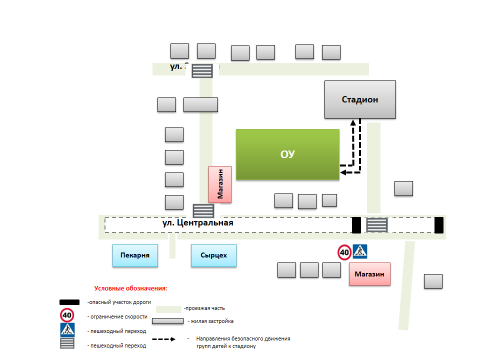 ул.
Стадион
ОУ
Магазин
ул. Центральная
Пекарня
Сырцех
40
Магазин
Условные обозначения:
-опасный участок дороги
-проезжая часть
40
- ограничение скорости
- жилая застройка
- пешеходный переход
- Направления безопасного движения
групп детей к стадиону
- пешеходный переход